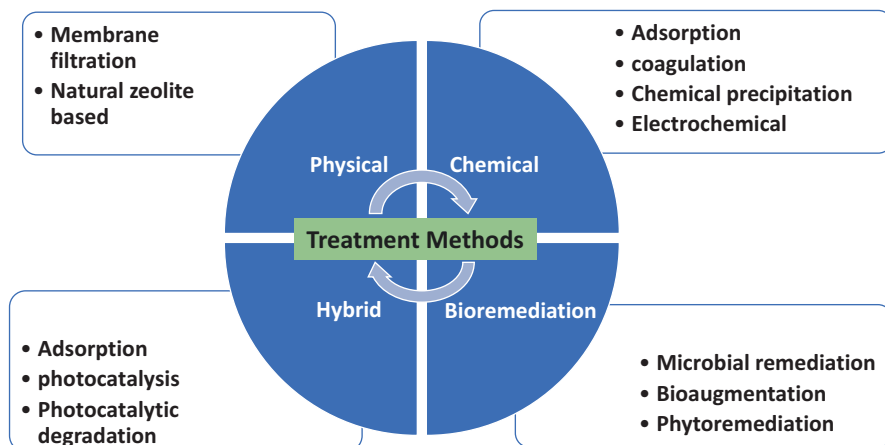 • Membrane
filtration
• Natural zeolite
based
• Adsorption
• coagulation
• Chemical precipitation
• Electrochemical
Physical
Chemical
Treatment Methods
Hybrid
Bioremediation
• Adsorption
• photocatalysis
• Photocatalytic
degradation
• Microbial remediation
• Bioaugmentation
• Phytoremediation